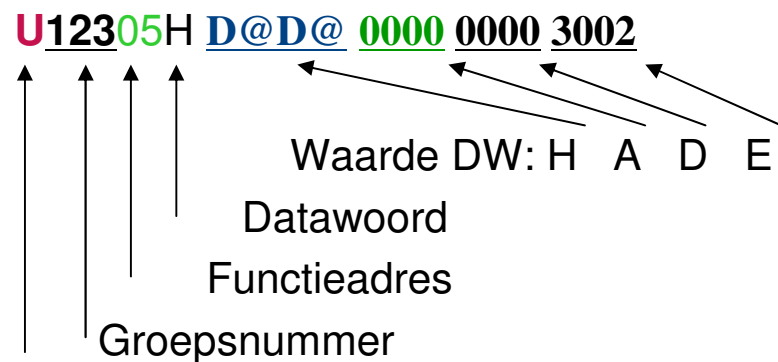 U12305H D@D@ 0000 0000 3002
Waarde DW: H A D E
Datawoord
Functieadres
Groepsnummer